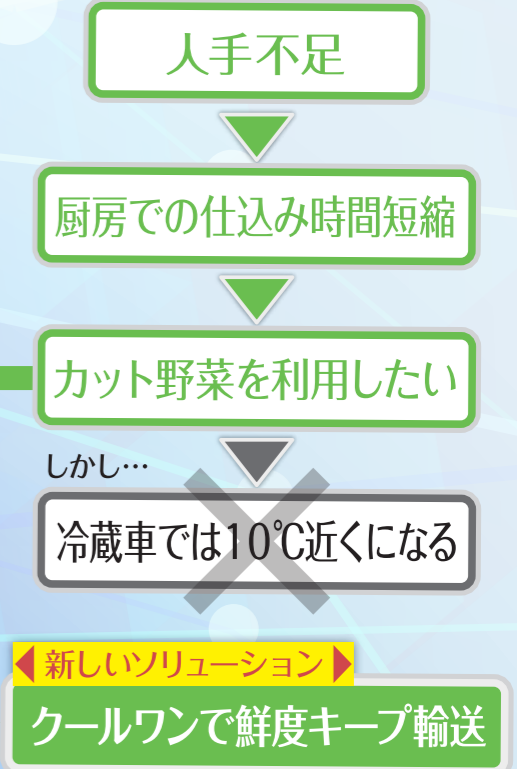 人手不足
厨房での仕込み時間短縮
カット野菜を利用したい
しかし…
冷蔵車では10℃近くになる
新しいソリューション
クールワンで鮮度キープ輸送